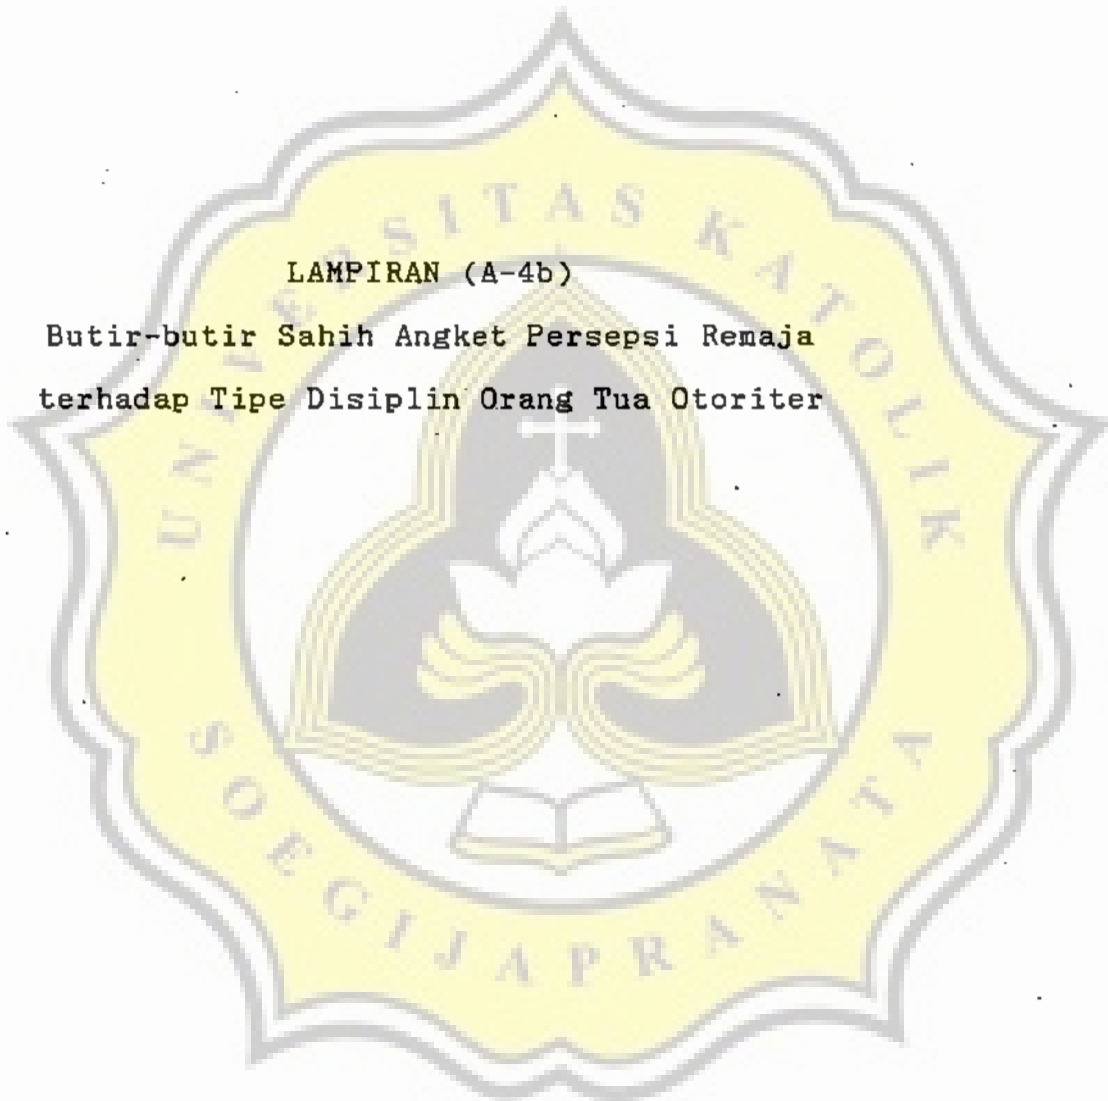 LAMPIRAN (A-4b)
Butir-butir Sahih Angket Persepsi Remaja
terhadap Tipe Disiplin Orang Tua Otoriter
UNIVERSITAS KATOLIK
SOEGIJAPRANATA